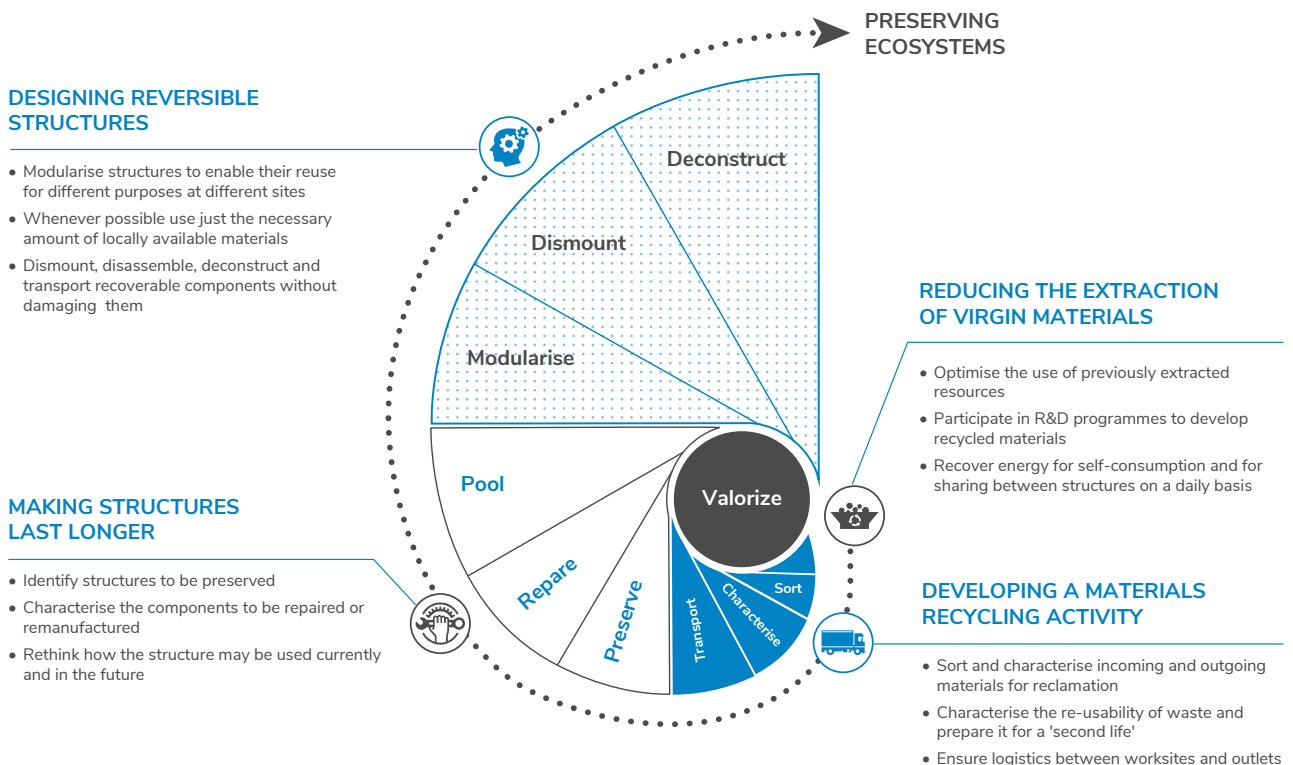 PRESERVING
ECOSYSTEMS
DESIGNING REVERSIBLE
STRUCTURES
• Modularise structures to enable their reuse
for different purposes at different sites
• Whenever possible use just the necessary
amount of locally available materials
• Dismount, disassemble, deconstruct and
transport recoverable components without
damaging them
Deconstruct
Dismount
Modularise
REDUCING THE EXTRACTION
OF VIRGIN MATERIALS
• Optimise the use of previously extracted
resources
• Participate in R&D programmes to develop
recycled materials
• Recover energy for self-consumption and for
sharing between structures on a daily basis
Pool
Repare
Preserve
Valorize
Transport
Characterise
Sort
MAKING STRUCTURES
LAST LONGER
• Identify structures to be preserved
• Characterise the components to be repaired or
remanufactured
• Rethink how the structure may be used currently
and in the future
DEVELOPING A MATERIALS
RECYCLING ACTIVITY
• Sort and characterise incoming and outgoing
materials for reclamation
• Characterise the re-usability of waste and
prepare it for a 'second life'
• Ensure logistics between worksites and outlets